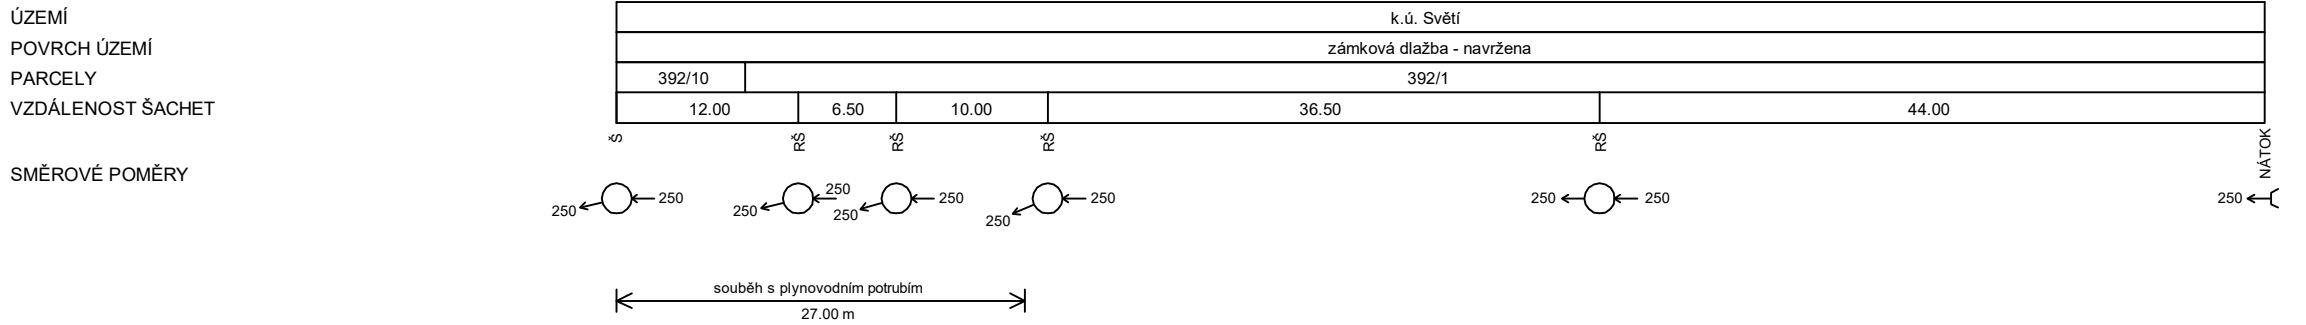 ÚZEMÍ k.ú. Světí
POVRCH ÚZEMÍ zámková dlažba - navržena
PARCELY 392/10 392/1
VZDÁLENOST ŠACHET 12.00 6.50 10.00 36.50 44.00
Š RŠ RŠ RŠ RŠ NÁTOK
SMĚROVÉ POMĚRY
250 250 250 250 250 250 250 250 250 250 250
souběh s plynovodním potrubím
27.00 m